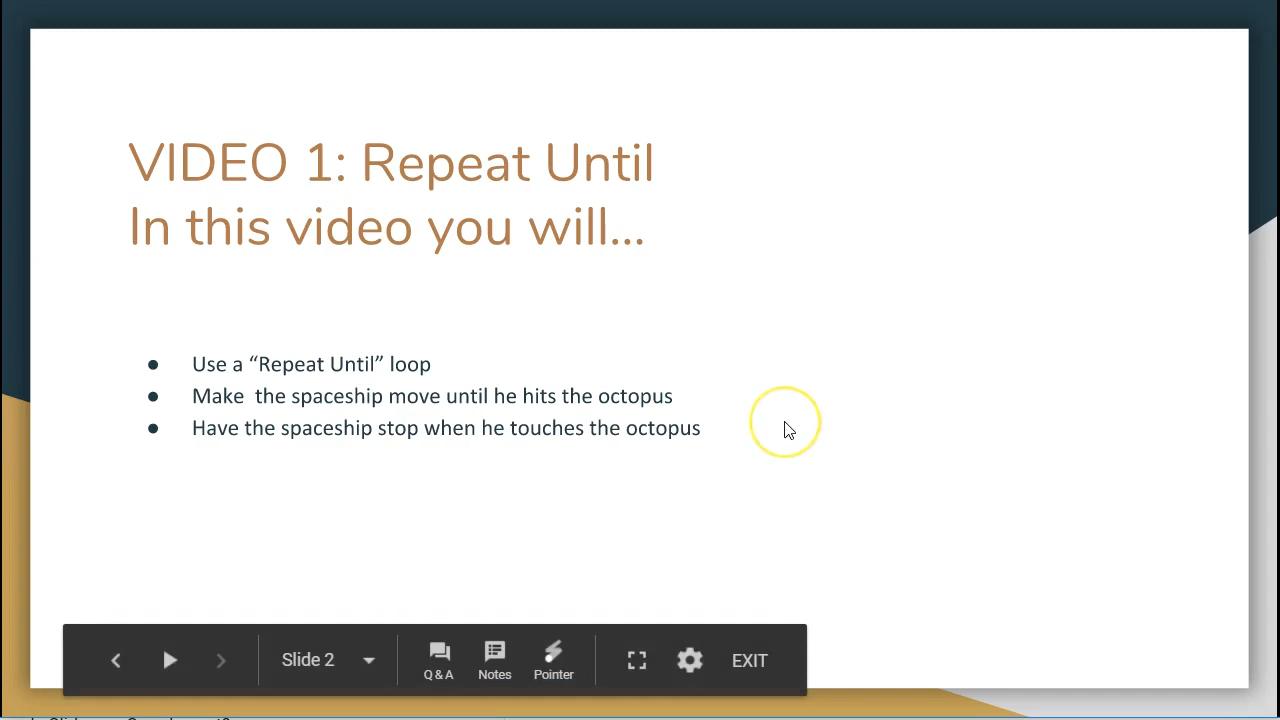 VIDEO 1: Repeat Until
In this video you will...
● Use a “Repeat Until” loop
● Make  the spaceship move until he hits the octopus
● Have the spaceship stop when he touches the octopus
Slide 2
Q & A
Notes
Pointer
EXIT